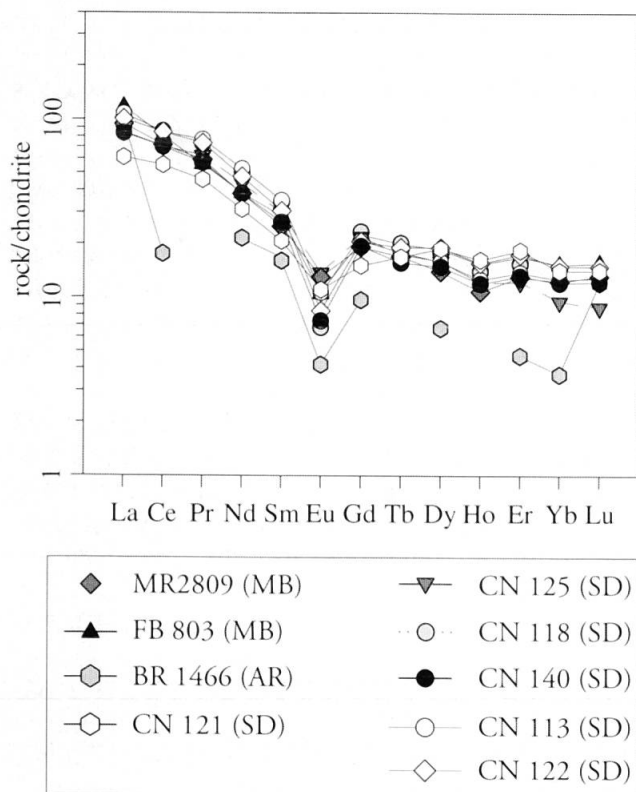 rock/chondrite
100
10
1
La Ce Pr Nd Sm Eu Gd Tb Dy Ho Er Yb Lu
MR2809 (MB)
FB 803 (MB)
BR 1466 (AR)
CN 121 (SD)
CN 125 (SD)
CN 118 (SD)
CN 140 (SD)
CN 113 (SD)
CN 122 (SD)